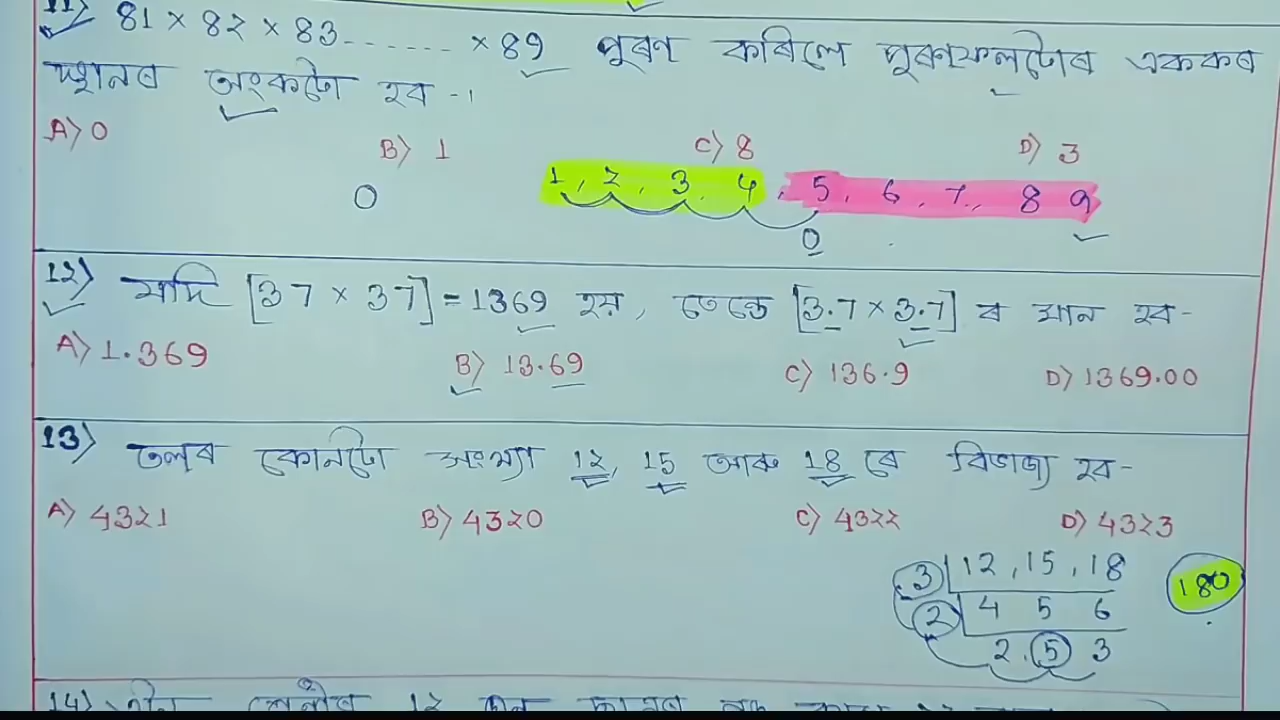 11) 81 × 82 × 83 - - - - - - × 89 পূৰণ কৰিলে পূৰণফলটোৰ এককৰ
স্থানৰ অংকটো হব -।
A) 0 B) 1 C) 8 D) 3
0 1, 2, 3, 4, 5, 6, 7, 8 9
0
12) যদি [37 × 37] = 1369 হয়, তেন্তে [3.7 × 3.7] ৰ মান হব -
A) 1.369 B) 13.69 C) 136.9 D) 1369.00
13) তলৰ কোনটো সংখ্যা 12, 15 আৰু 18 ৰে বিভাজ্য হব -
A) 4321 B) 4320 C) 4322 D) 4323
3 12, 15, 18 180
2 4 5 6
2. 5 3
14) 12